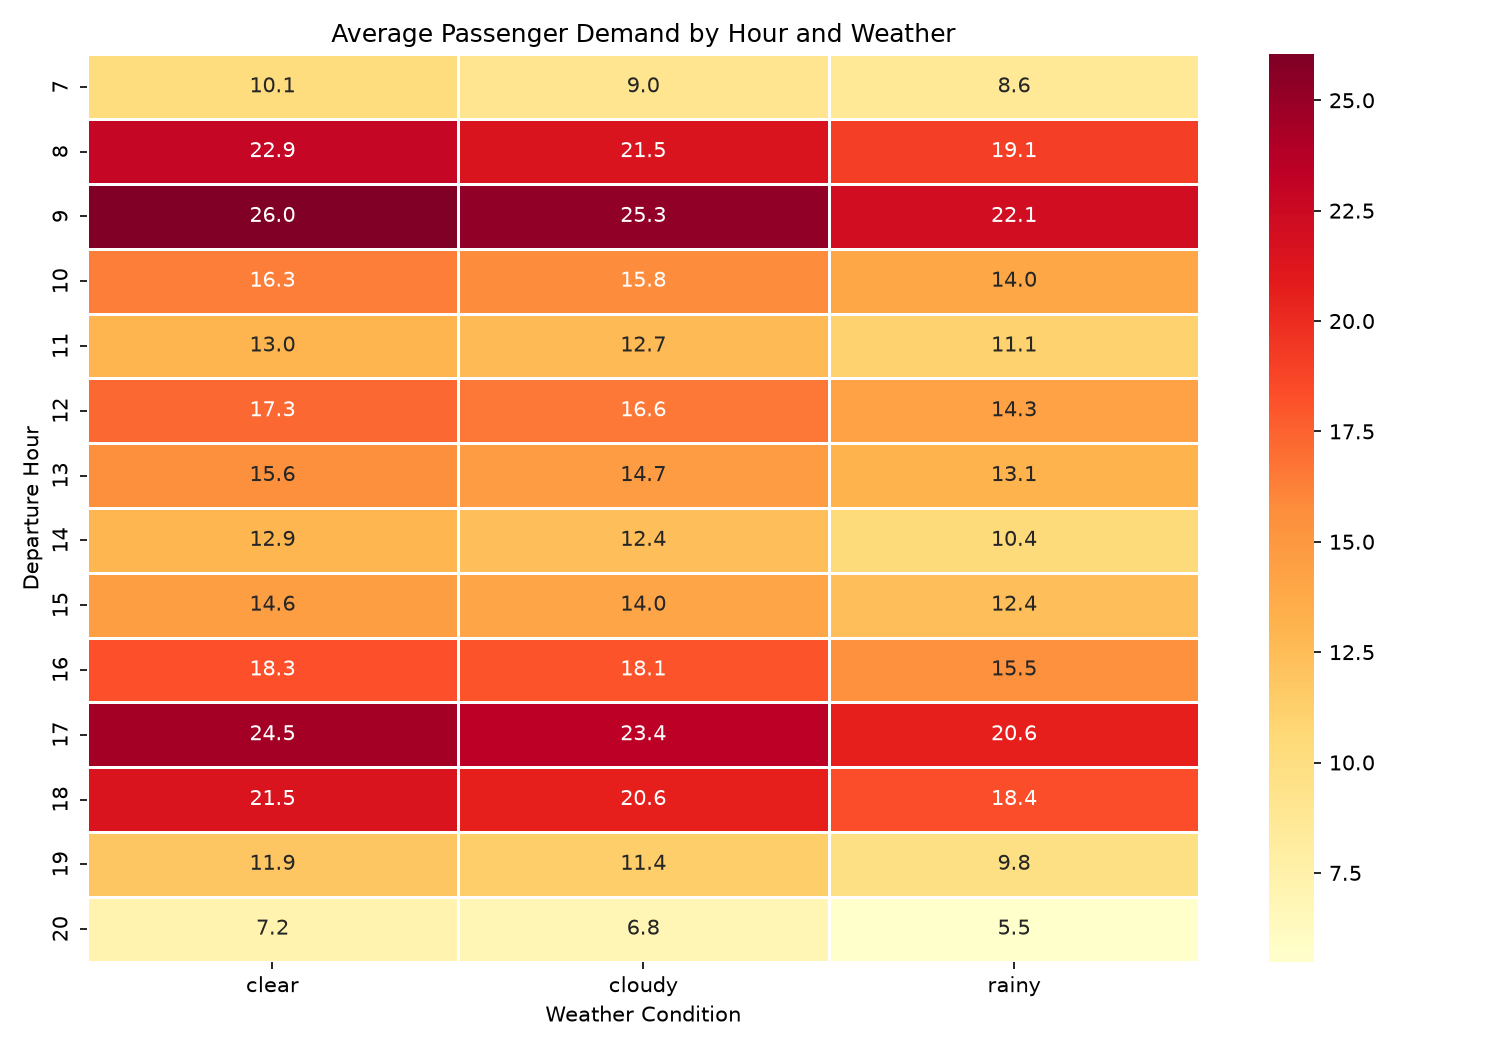 Average Passenger Demand by Hour and Weather
Departure Hour
7 10.1 9.0 8.6
8 22.9 21.5 19.1
9 26.0 25.3 22.1
10 16.3 15.8 14.0
11 13.0 12.7 11.1
12 17.3 16.6 14.3
13 15.6 14.7 13.1
14 12.9 12.4 10.4
15 14.6 14.0 12.4
16 18.3 18.1 15.5
17 24.5 23.4 20.6
18 21.5 20.6 18.4
19 11.9 11.4 9.8
20 7.2 6.8 5.5
clear cloudy rainy
Weather Condition
25.0
22.5
20.0
17.5
15.0
12.5
10.0
7.5